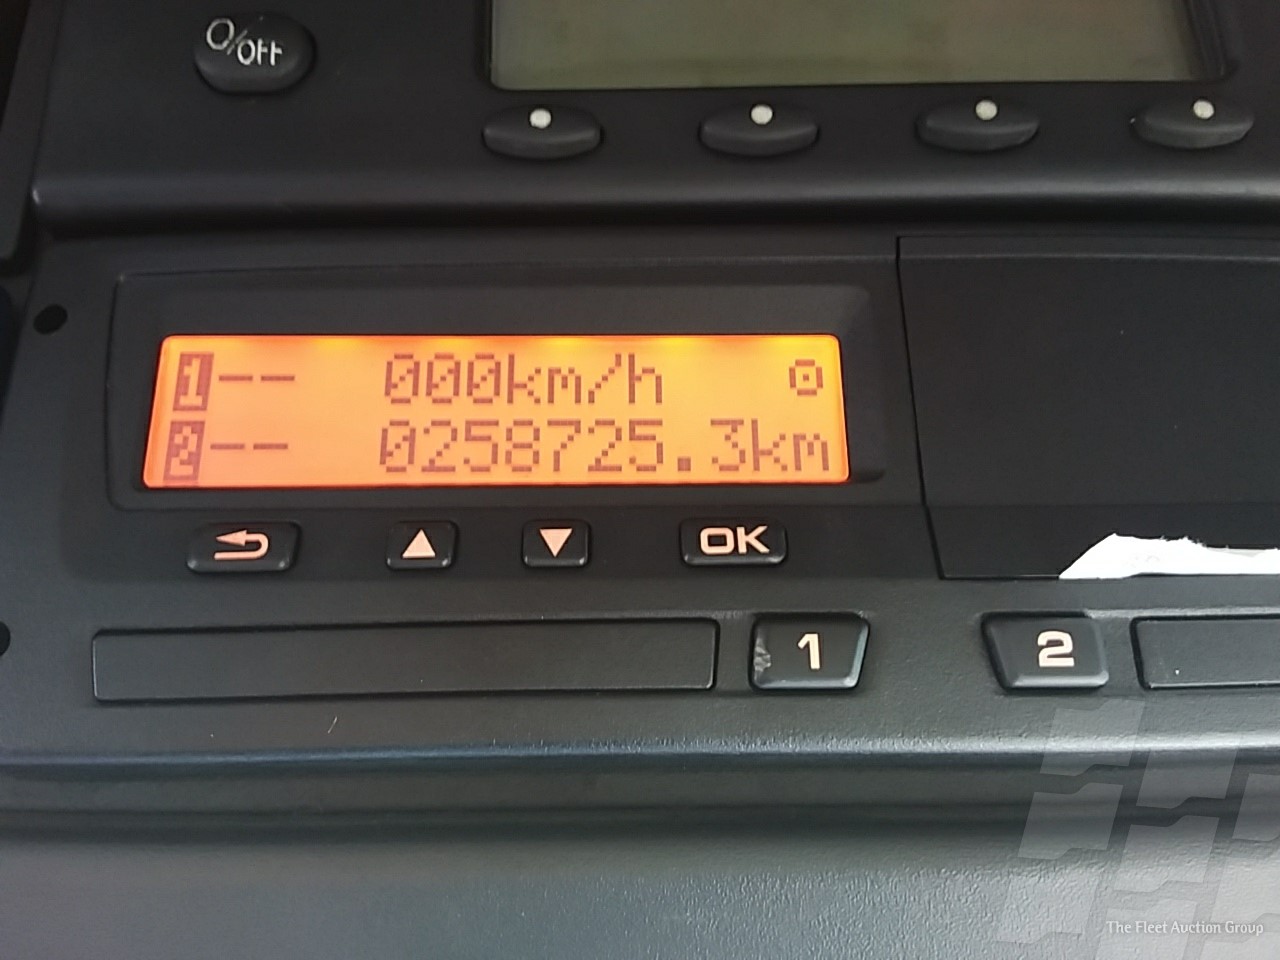 O/OFF
1-- 000km/h
2-- 0258725.3km
OK
1
2
The Fleet Auction Group